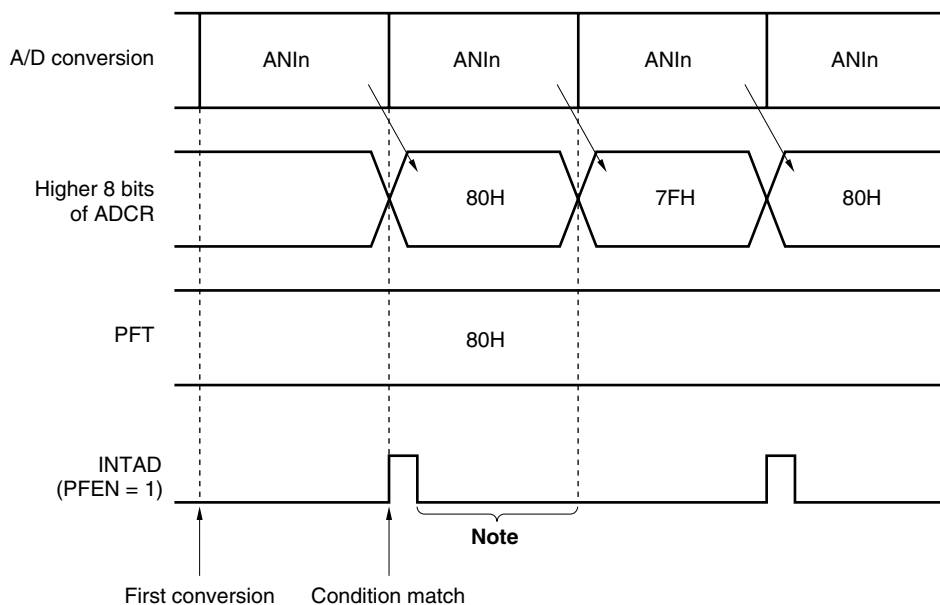 A/D conversion
ANIn
ANIn
ANIn
ANIn
Higher 8 bits
of ADCR
80H
7FH
80H
PFT
80H
INTAD
(PFEN = 1)
Note
First conversion
Condition match